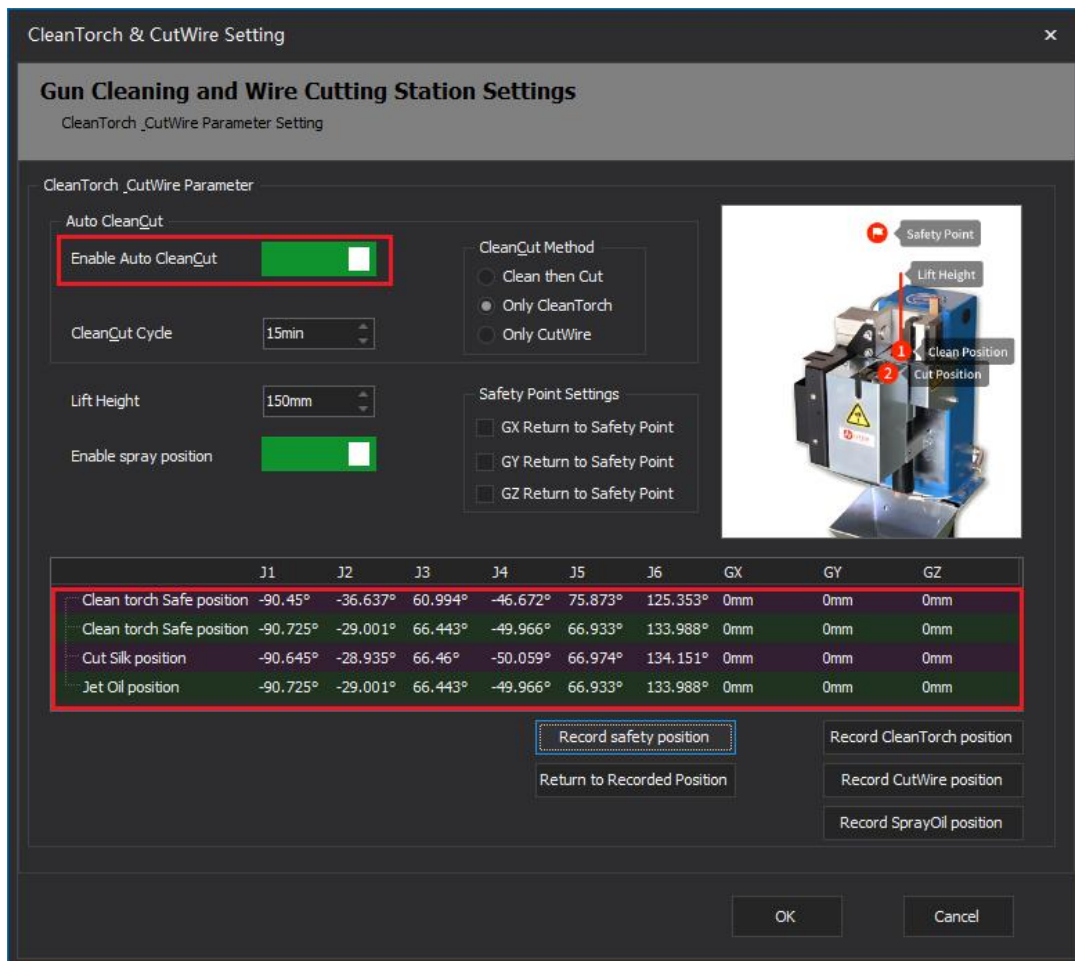 CleanTorch & CutWire Setting
Gun Cleaning and Wire Cutting Station Settings
CleanTorch _CutWire Parameter Setting
CleanTorch _CutWire Parameter
Auto CleanCut
Enable Auto CleanCut
CleanCut Cycle 15min
CleanCut Method
Clean then Cut
Only CleanTorch
Only CutWire
Lift Height 150mm
Enable spray position
Safety Point Settings
GX Return to Safety Point
GY Return to Safety Point
GZ Return to Safety Point
Safety Point
Lift Height
1 Clean Position
2 Cut Position
J1 J2 J3 J4 J5 J6 GX GY GZ
Clean torch Safe position -90.45° -36.637° 60.994° -46.672° 75.873° 125.353° 0mm 0mm 0mm
Clean torch Safe position -90.725° -29.001° 66.443° -49.966° 66.933° 133.988° 0mm 0mm 0mm
Cut Silk position -90.645° -28.935° 66.46° -50.059° 66.974° 134.151° 0mm 0mm 0mm
Jet Oil position -90.725° -29.001° 66.443° -49.966° 66.933° 133.988° 0mm 0mm 0mm
Record safety position Record CleanTorch position
Return to Recorded Position Record CutWire position
Record SprayOil position
OK Cancel